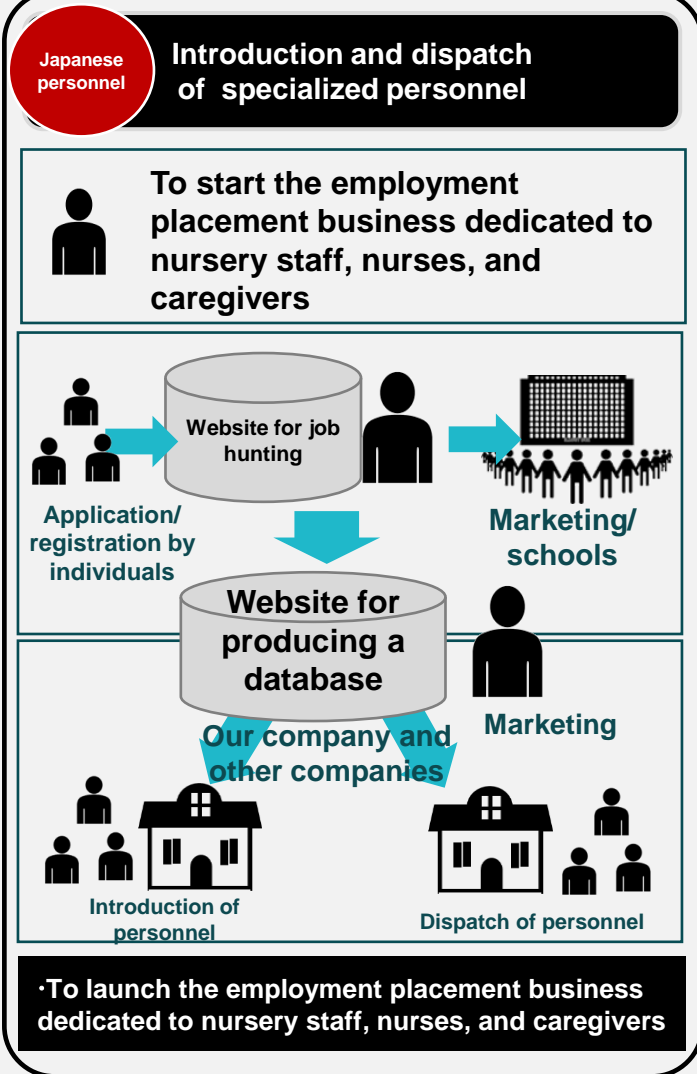 Japanese
personnel
Introduction and dispatch
of specialized personnel
To start the employment
placement business dedicated to
nursery staff, nurses, and
caregivers
Website for job
hunting
Application/
registration by
individuals
Marketing/
schools
Website for
producing a
database
Marketing
Our company and
other companies
Introduction of
personnel
Dispatch of personnel
·To launch the employment placement business
dedicated to nursery staff, nurses, and caregivers